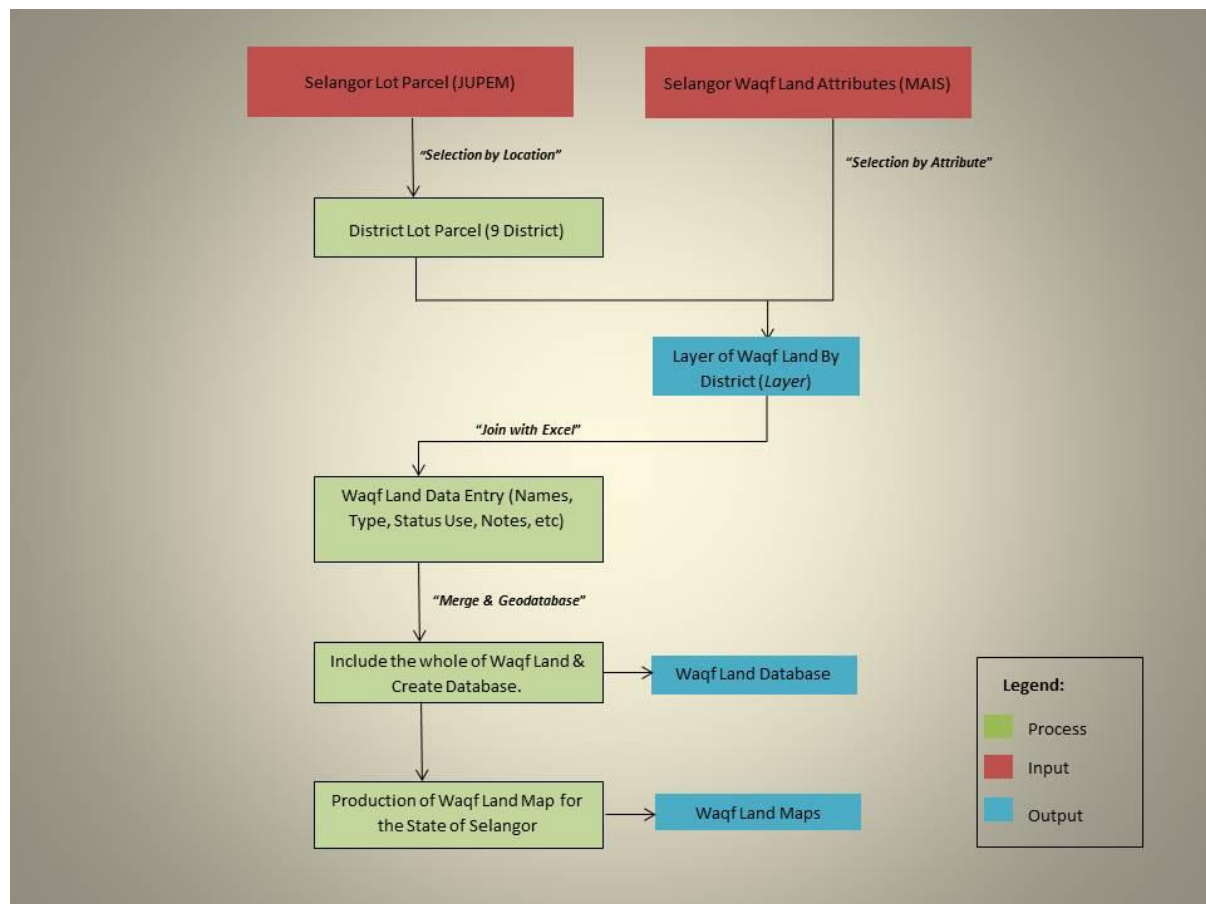 Selangor Lot Parcel (JUPEM)
Selangor Waqf Land Attributes (MAIS)
“Selection by Location”
“Selection by Attribute”
District Lot Parcel (9 District)
Layer of Waqf Land By
District (Layer)
“Join with Excel”
Waqf Land Data Entry (Names,
Type, Status Use, Notes, etc)
“Merge & Geodatabase”
Include the whole of Waqf Land &
Create Database.
Waqf Land Database
Production of Waqf Land Map for
the State of Selangor
Waqf Land Maps
Legend:
Process
Input
Output